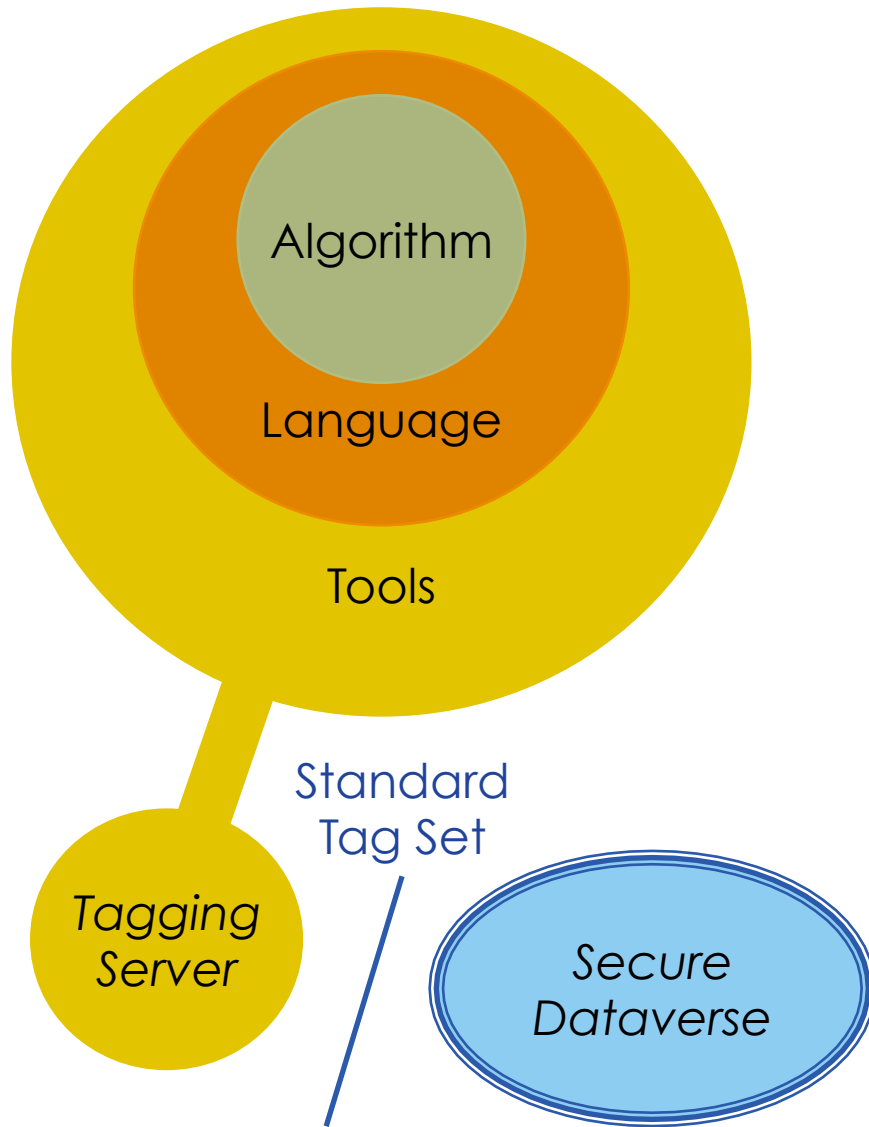 Algorithm
Language
Tools
Standard
Tag Set
Tagging
Server
Secure
Dataverse